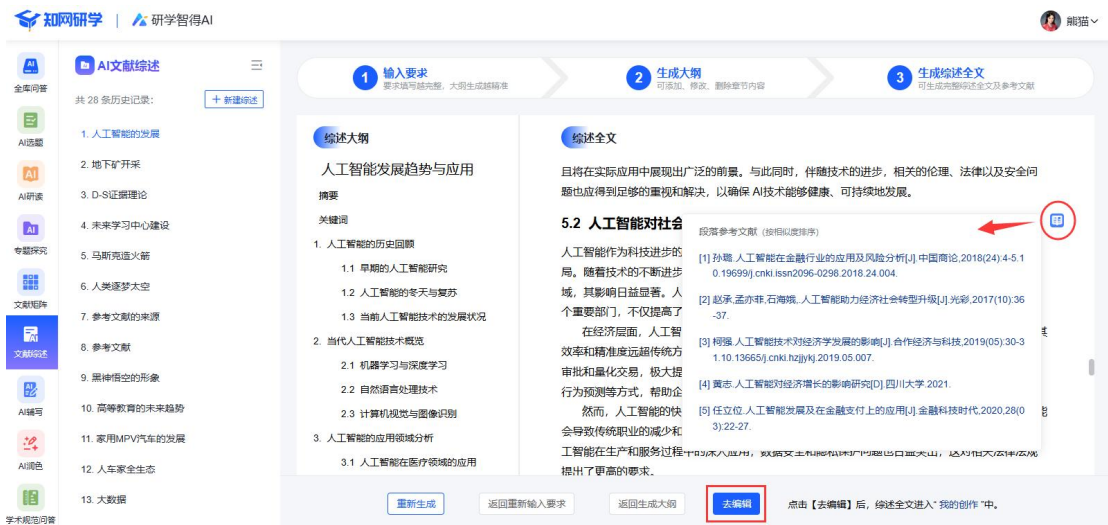 知网研学 | 研学智得AI
熊猫
全库问答
AI选题
AI研读
专题探究
文献矩阵
文献综述
AI辅写
AI润色
学术规范问答
AI文献综述
共 28 条历史记录：
+ 新建综述
1. 人工智能的发展
2. 地下矿开采
3. D-S证据理论
4. 未来学习中心建设
5. 马斯克造火箭
6. 人类逐梦太空
7. 参考文献的来源
8. 参考文献
9. 黑神悟空的形象
10. 高等教育的未来趋势
11. 家用MPV汽车的发展
12. 人车家全生态
13. 大数据
1 输入要求
要求填写越完整，大纲生成越精准
2 生成大纲
可添加、修改、删除章节内容
3 生成综述全文
可生成完整综述全文及参考文献
综述大纲
人工智能发展趋势与应用
摘要
关键词
1. 人工智能的历史回顾
1.1 早期的人工智能研究
1.2 人工智能的冬天与复苏
1.3 当前人工智能技术的发展状况
2. 当代人工智能技术概览
2.1 机器学习与深度学习
2.2 自然语言处理技术
2.3 计算机视觉与图像识别
3. 人工智能的应用领域分析
3.1 人工智能在医疗领域的应用
综述全文
且将在实际应用中展现出广泛的前景。与此同时，伴随技术的进步，相关的伦理、法律以及安全问
题也应得到足够的重视和解决，以确保 AI技术能够健康、可持续地发展。
5.2 人工智能对社会
人工智能作为科技进步的
局。随着技术的不断进步
域，其影响日益显著。人
个重要部门，不仅提高了
在经济层面，人工智
效率和精准度远超传统方
审批和量化交易，极大提
行为预测等方式，帮助企
然而，人工智能的快
会导致传统职业的减少和
工智能在生产和服务过程中的深入应用，数据安全和隐私保护问题也日益突出，这对相关法律法规
提出了更高的要求。
段落参考文献（按相似度排序）
[1] 孙璐.人工智能在金融行业的应用及风险分析[J].中国商论,2018(24):4-5.1
0.19699/j.cnki.issn2096-0298.2018.24.004.
[2] 赵承,孟亦菲,石海娥..人工智能助力经济社会转型升级[J].光彩,2017(10):36
-37.
[3] 柯强.人工智能技术对经济学发展的影响[J].合作经济与科技,2019(05):30-3
1.10.13665/j.cnki.hzjjykj.2019.05.007.
[4] 黄志.人工智能对经济增长的影响研究[D].四川大学.2021.
[5] 任立位.人工智能发展及在金融支付上的应用[J].金融科技时代,2020,28(0
3):22-27.
重新生成
返回重新输入要求
返回生成大纲
去编辑
点击【去编辑】后，综述全文进入“ 我的创作 ”中。